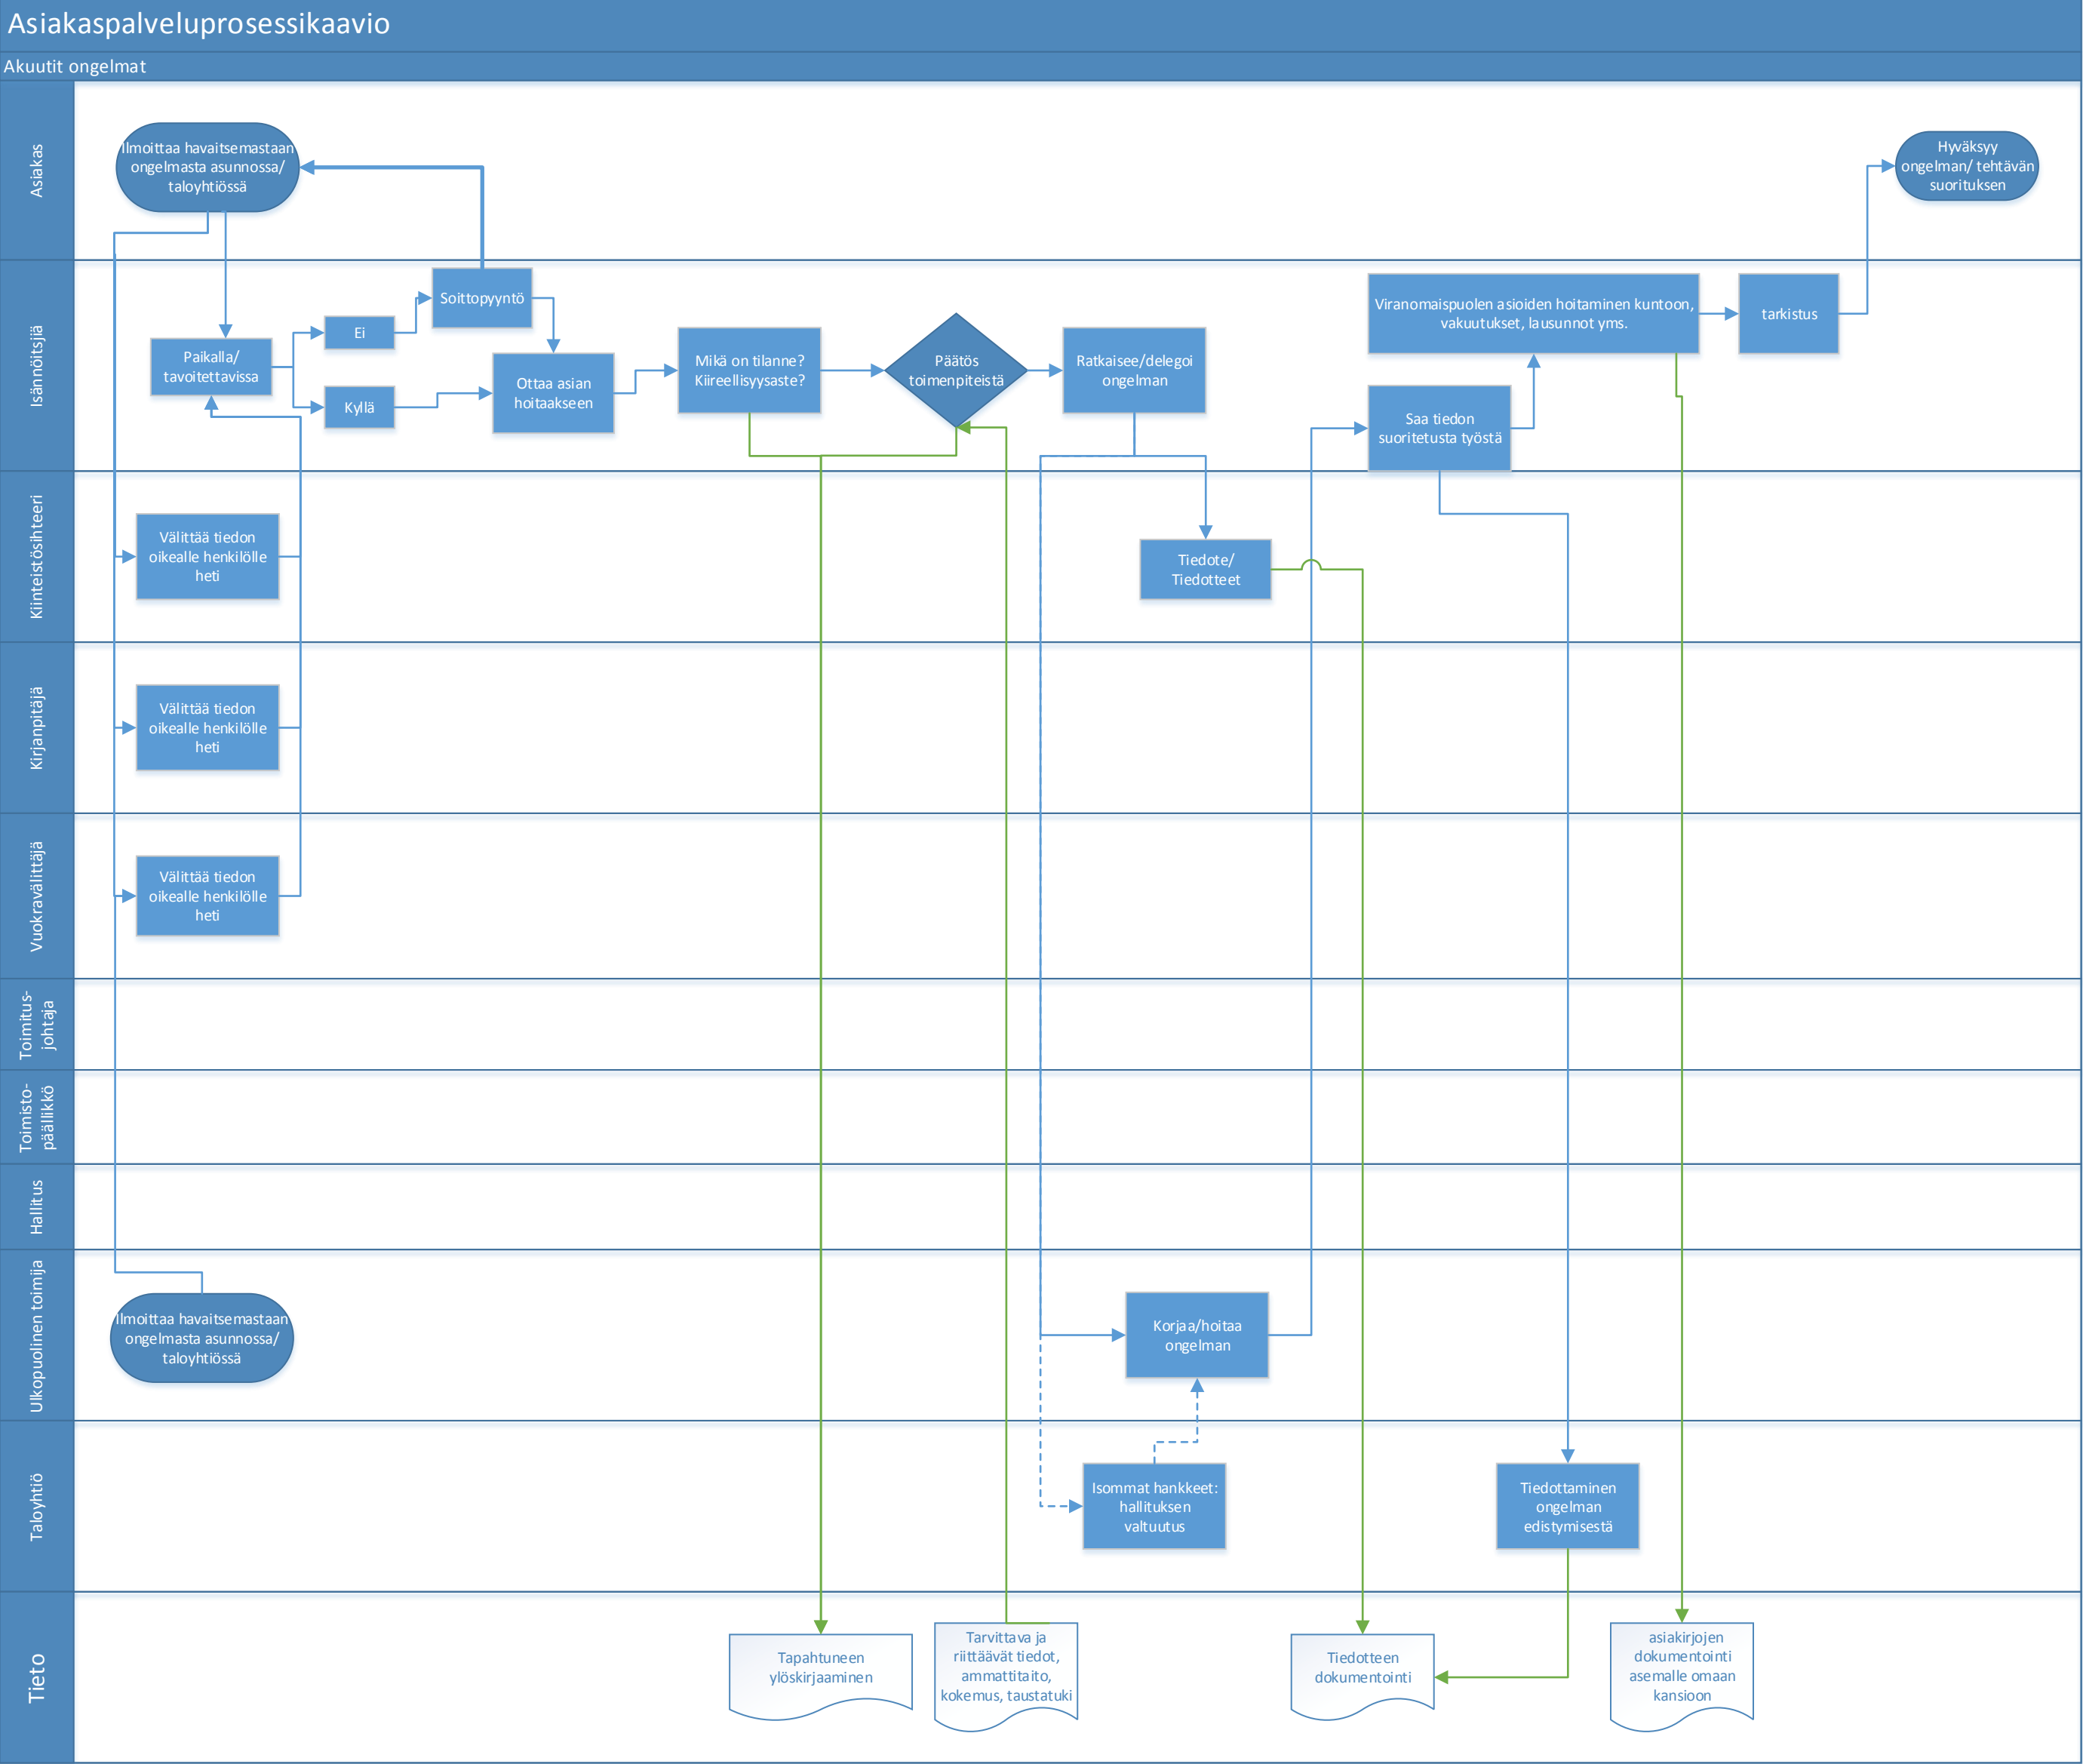 Asiakaspalveluprosessikaavio
Akuutit ongelmat
Asiakas
Ilmoittaa havaitsemastaan
ongelmasta asunnossa/
taloyhtiössä
Hyväksyy
ongelman/ tehtävän
suorituksen
Isännöitsjiä
Paikalla/
tavoitettavissa
Ei
Kyllä
Soittopyyntö
Ottaa asian
hoitaakseen
Mikä on tilanne?
Kiireellisyysaste?
Päätös
toimenpiteistä
Ratkaisee/delegoi
ongelman
Viranomaispuolen asioiden hoitaminen kuntoon,
vakuutukset, lausunnot yms.
tarkistus
Saa tiedon
suoritetusta työstä
Kiinteistösihteeri
Välittää tiedon
oikealle henkilölle
heti
Tiedote/
Tiedotteet
Kirjanpitäjä
Välittää tiedon
oikealle henkilölle
heti
Vuokravälittäjä
Välittää tiedon
oikealle henkilölle
heti
Toimitus-
johtaja
Toimisto-
päällikkö
Hallitus
Ulkopuolinen toimija
Ilmoittaa havaitsemastaan
ongelmasta asunnossa/
taloyhtiössä
Korjaa/hoitaa
ongelman
Taloyhtiö
Isommat hankkeet:
hallituksen
valtuutus
Tiedottaminen
ongelman
edistymisestä
Tieto
Tapahtuneen
ylöskirjaaminen
Tarvittava ja
riittäävät tiedot,
ammattitaito,
kokemus, taustatuki
Tiedotteen
dokumentointi
asiakirjojen
dokumentointi
asemalle omaan
kansioon